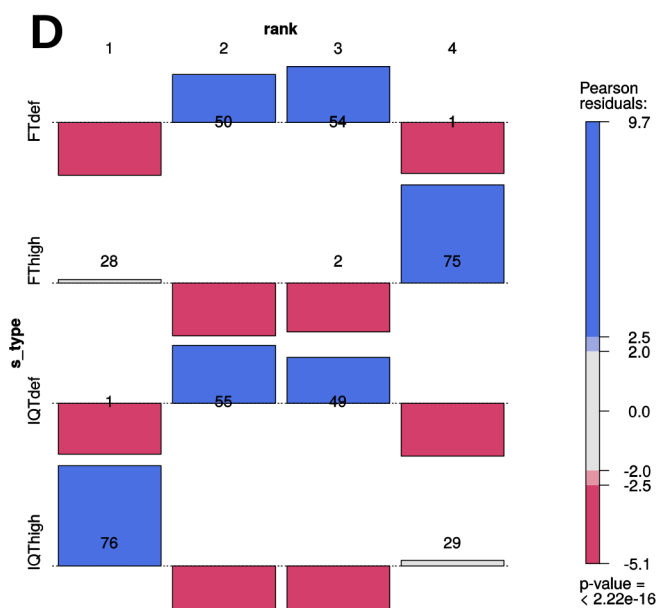 D
rank
1 2 3 4
Pearson
residuals:
9.7
2.5
2.0
0.0
-2.0
-2.5
-5.1
p-value =
< 2.22e-16
s_type
FTdef
50 54 1
FThigh
28 2 75
IQTdef
1 55 49
IQThigh
76 29